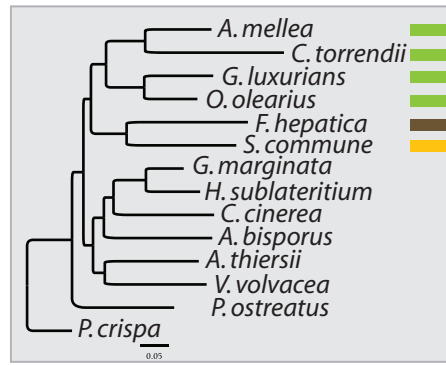 A. mellea
C. torrendii
G. luxurians
O. olearius
F. hepatica
S. commune
G. marginata
H. sublateritium
C. cinerea
A. bisporus
A. thiersii
V. volvacea
P. ostreatus
P. crispa
0.05